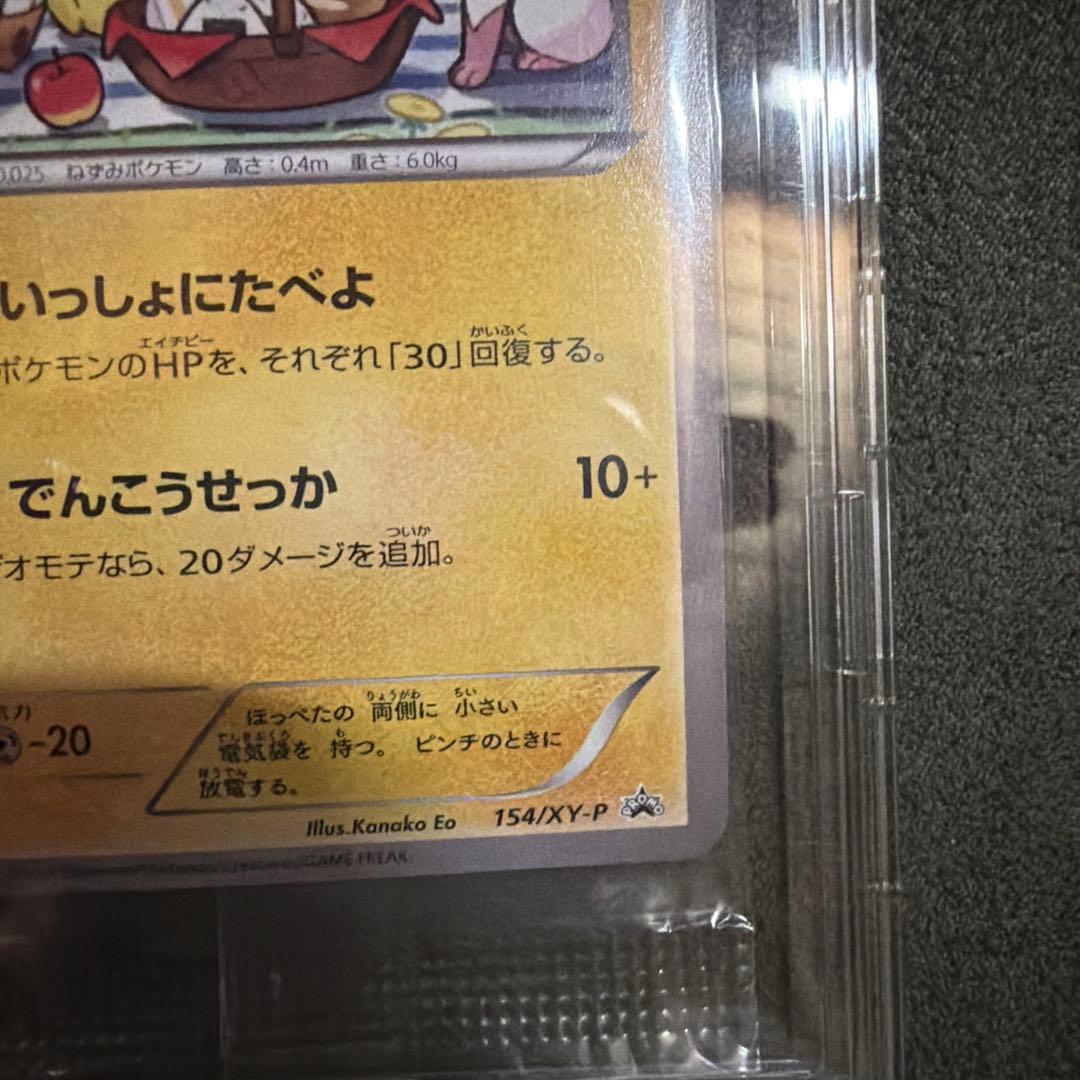 .025 ねずみポケモン 高さ：0.4m 重さ：6.0kg
いっしょにたべよ
エイチピー かいふく
ポケモンのHPを、それぞれ「30」回復する。
でんこうせっか 10+
ついか
オモテなら、20ダメージを追加。
-20
りょうがわ ちい
ほっぺたの 両側に 小さい
でんきぶくろ も
電気袋を 持つ。 ピンチのときに
ほうでん
放電する。
Illus.Kanako Eo 154/XY-P PROMO
GAME FREAK